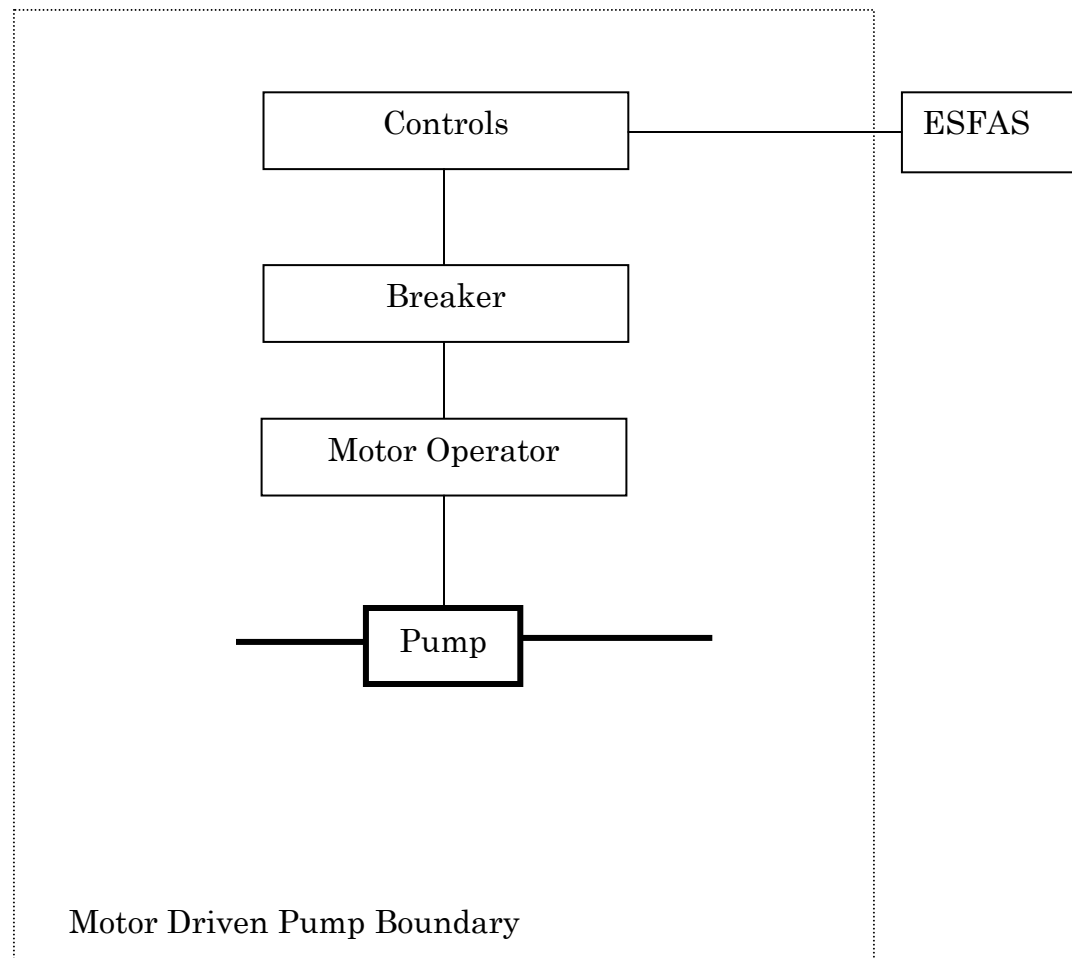 Controls
ESFAS
Breaker
Motor Operator
Pump
Motor Driven Pump Boundary